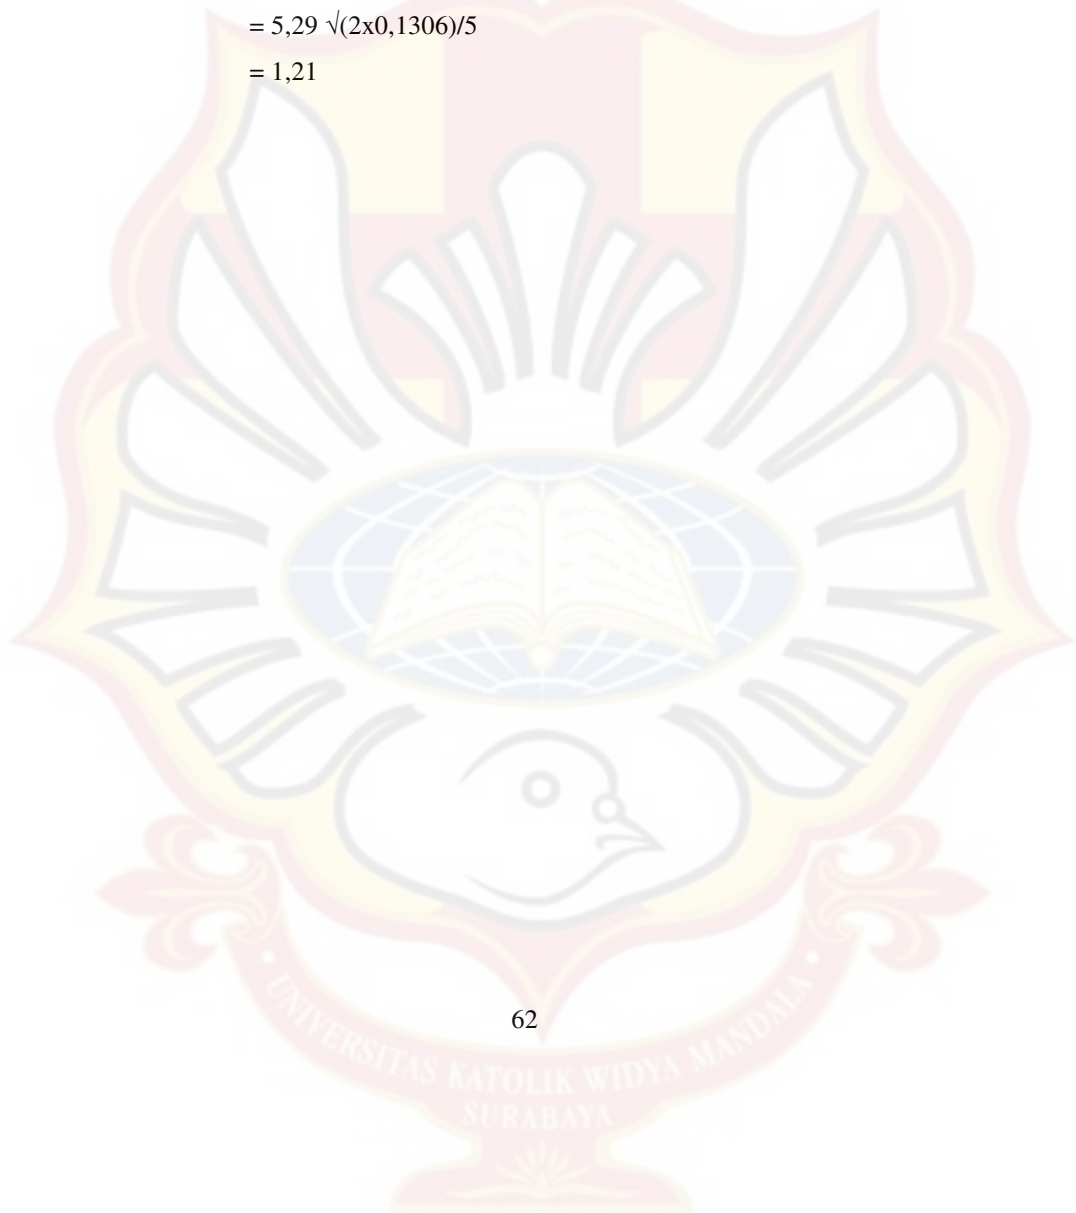 = 5,29 √(2x0,1306)/5
= 1,21
62
UNIVERSITAS KATOLIK WIDYA MANDALA
SURABAYA